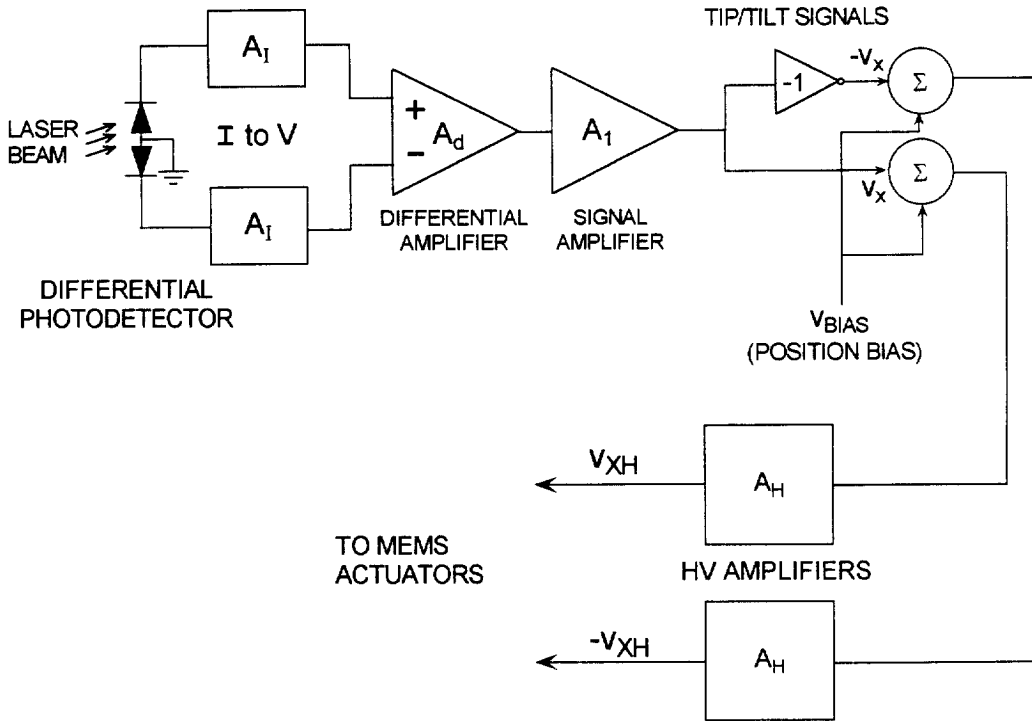 TIP/TILT SIGNALS
A_I
-v_x
Σ
-1
LASER
BEAM
I to V
+
A_d
−
A_1
Σ
v_x
A_I
DIFFERENTIAL
AMPLIFIER
SIGNAL
AMPLIFIER
DIFFERENTIAL
PHOTODETECTOR
V_BIAS
(POSITION BIAS)
V_XH
A_H
TO MEMS
ACTUATORS
HV AMPLIFIERS
-V_XH
A_H